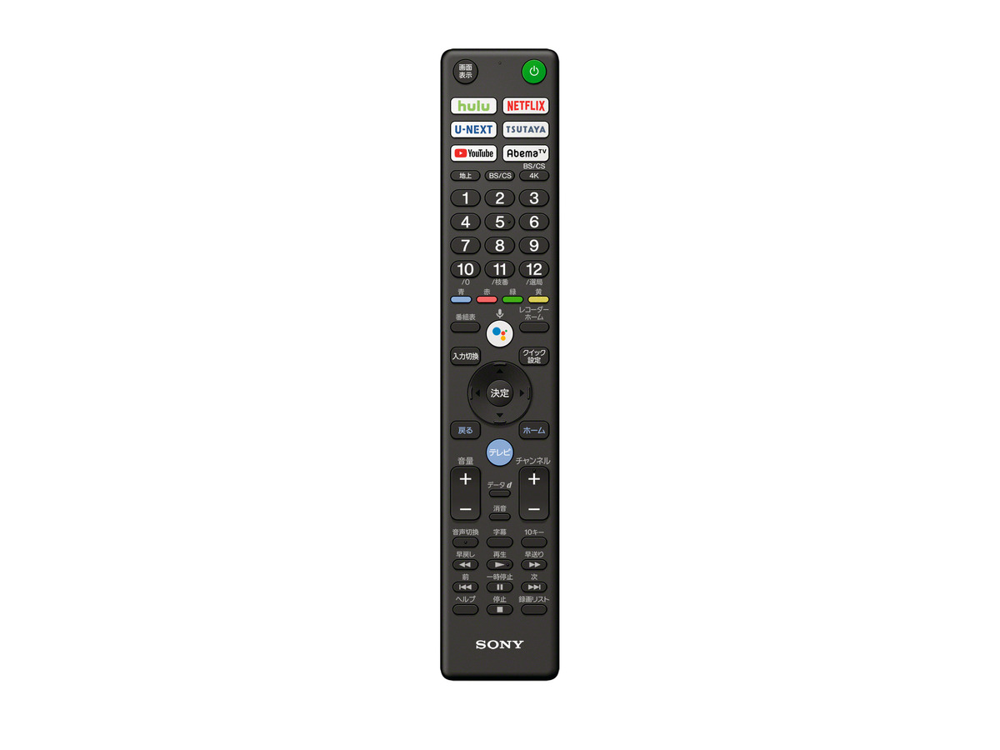 画面
表示
hulu
NETFLIX
U-NEXT
TSUTAYA
YouTube
AbemaTV
BS/CS
地上
BS/CS
4K
1
2
3
4
5
6
7
8
9
10
11
12
/0
/枝番
/選局
青
赤
緑
黄
番組表
レコーダー
ホーム
入力切換
クイック
設定
決定
戻る
ホーム
テレビ
音量
チャンネル
+
+
データ d
−
−
消音
音声切換
字幕
10キー
早戻し
再生
早送り
前
一時停止
次
ヘルプ
停止
録画リスト
SONY